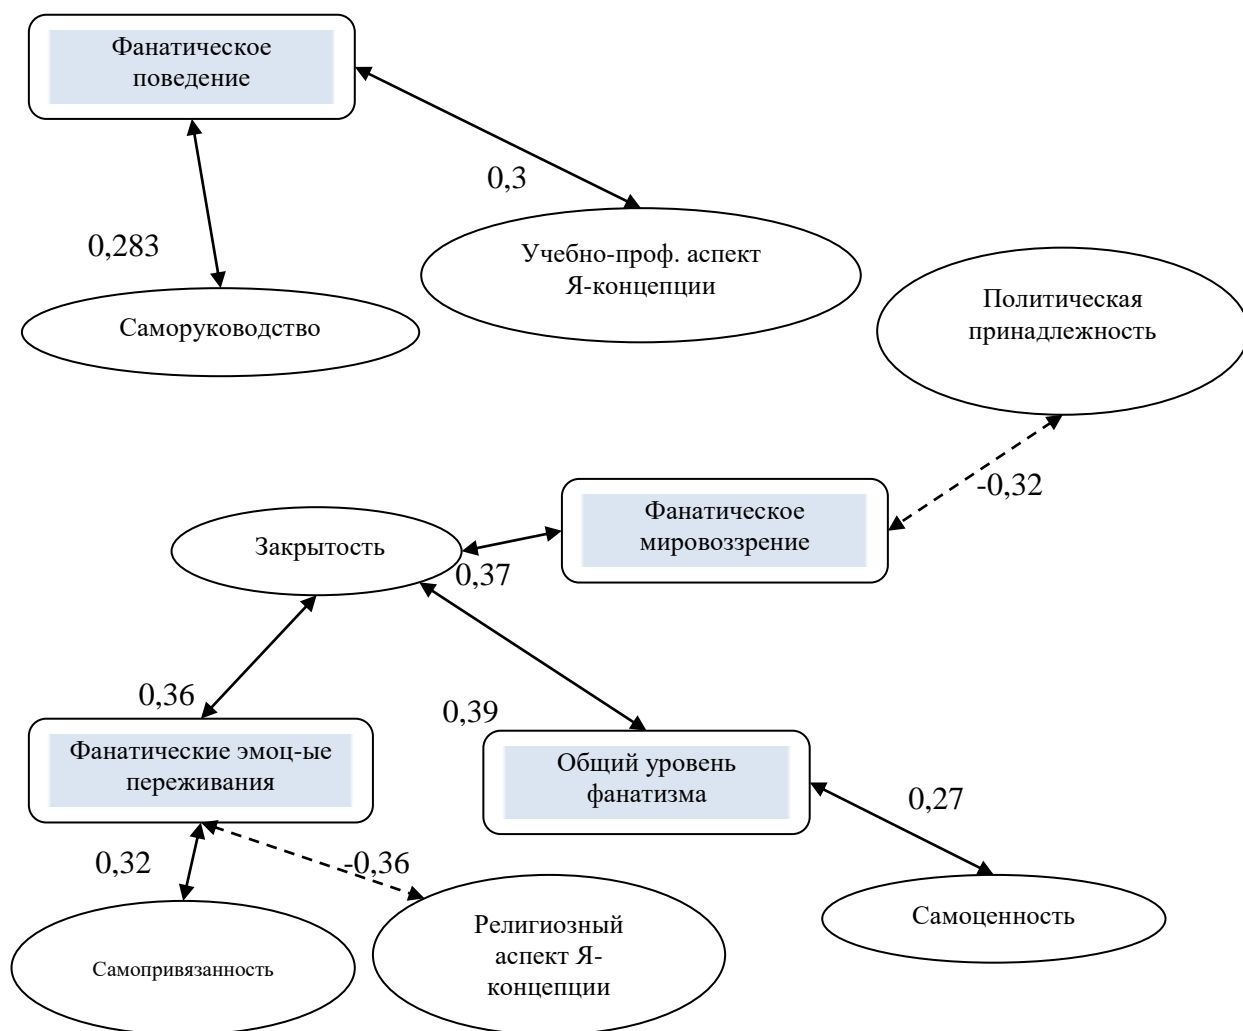 Фанатическое
поведение
0,3
0,283
Учебно-проф. аспект
Я-концепции
Саморуководство
Политическая
принадлежность
-0,32
Фанатическое
мировоззрение
Закрытость
0,37
0,36
0,39
Фанатические эмоц-ые
переживания
Общий уровень
фанатизма
0,27
0,32
-0,36
Самопривязанность
Религиозный
аспект Я-
концепции
Самоценность